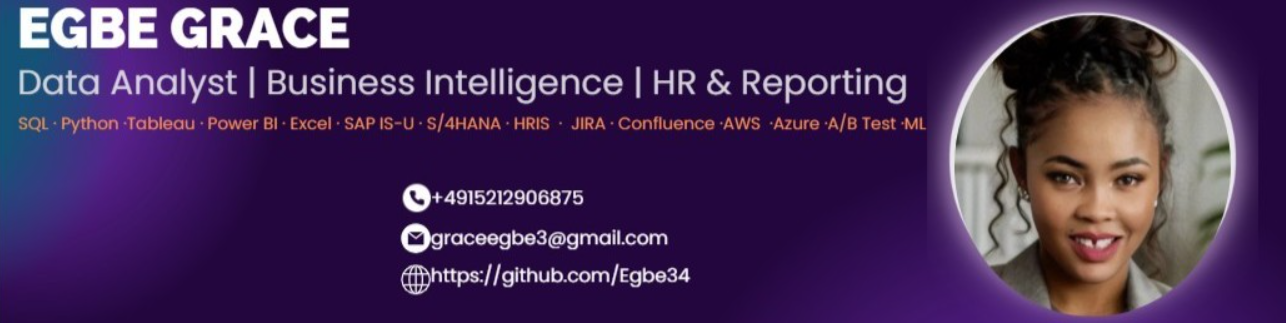 EGBE GRACE
Data Analyst | Business Intelligence | HR & Reporting
SQL · Python ·Tableau · Power BI · Excel · SAP IS-U · S/4HANA · HRIS · JIRA · Confluence ·AWS ·Azure ·A/B Test ·ML
+4915212906875
graceegbe3@gmail.com
https://github.com/Egbe34